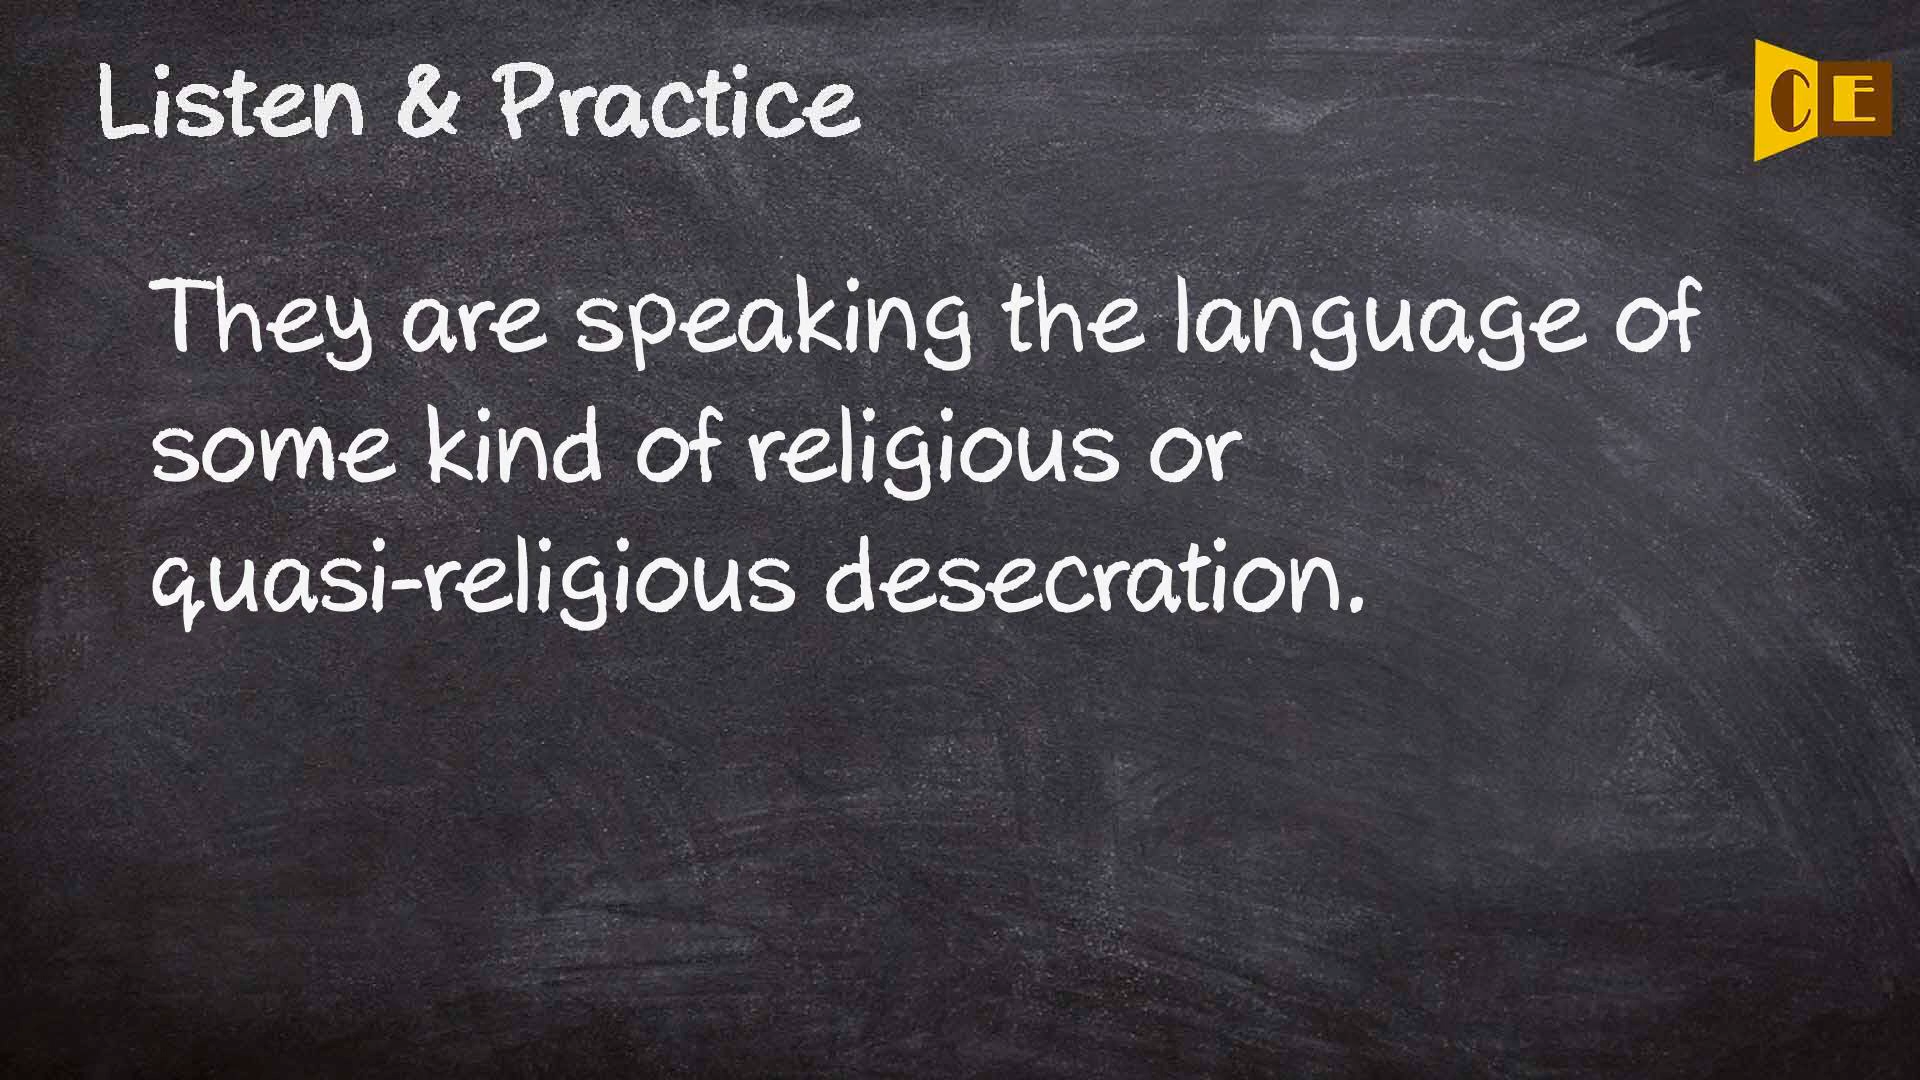 Listen & Practice
CE
They are speaking the language of
some kind of religious or
quasi-religious desecration.